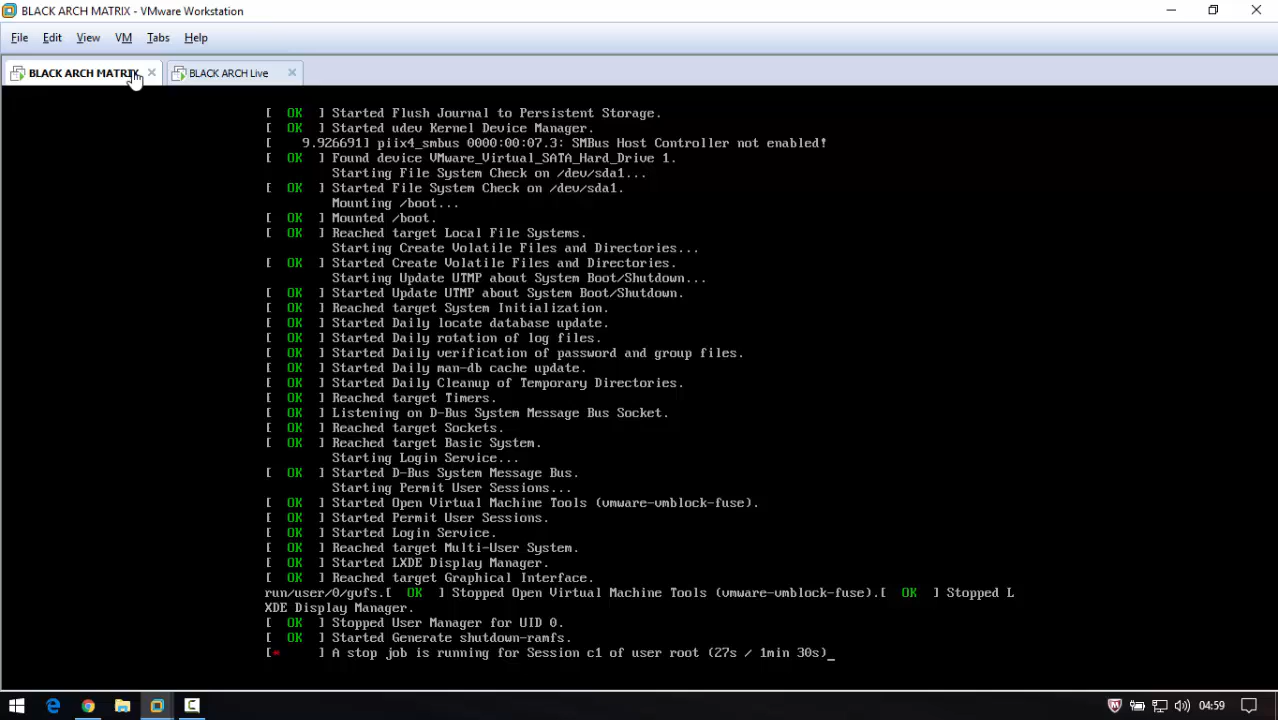 BLACK ARCH MATRIX - VMware Workstation
File Edit View VM Tabs Help
BLACK ARCH MATRIX BLACK ARCH Live
[ OK ] Started Flush Journal to Persistent Storage.
[ OK ] Started udev Kernel Device Manager.
[ 9.926691] piix4_smbus 0000:00:07.3: SMBus Host Controller not enabled!
[ OK ] Found device VMware_Virtual_SATA_Hard_Drive 1.
Starting File System Check on /dev/sda1...
[ OK ] Started File System Check on /dev/sda1.
Mounting /boot...
[ OK ] Mounted /boot.
[ OK ] Reached target Local File Systems.
Starting Create Volatile Files and Directories...
[ OK ] Started Create Volatile Files and Directories.
Starting Update UTMP about System Boot/Shutdown...
[ OK ] Started Update UTMP about System Boot/Shutdown.
[ OK ] Reached target System Initialization.
[ OK ] Started Daily locate database update.
[ OK ] Started Daily rotation of log files.
[ OK ] Started Daily verification of password and group files.
[ OK ] Started Daily man-db cache update.
[ OK ] Started Daily Cleanup of Temporary Directories.
[ OK ] Reached target Timers.
[ OK ] Listening on D-Bus System Message Bus Socket.
[ OK ] Reached target Sockets.
[ OK ] Reached target Basic System.
Starting Login Service...
[ OK ] Started D-Bus System Message Bus.
Starting Permit User Sessions...
[ OK ] Started Open Virtual Machine Tools (vmware-vmblock-fuse).
[ OK ] Started Permit User Sessions.
[ OK ] Started Login Service.
[ OK ] Reached target Multi-User System.
[ OK ] Started LXDE Display Manager.
[ OK ] Reached target Graphical Interface.
run/user/0/gvfs.[ OK ] Stopped Open Virtual Machine Tools (vmware-vmblock-fuse).[ OK ] Stopped L
XDE Display Manager.
[ OK ] Stopped User Manager for UID 0.
[ OK ] Started Generate shutdown-ramfs.
[* ] A stop job is running for Session c1 of user root (27s / 1min 30s)_
04:59